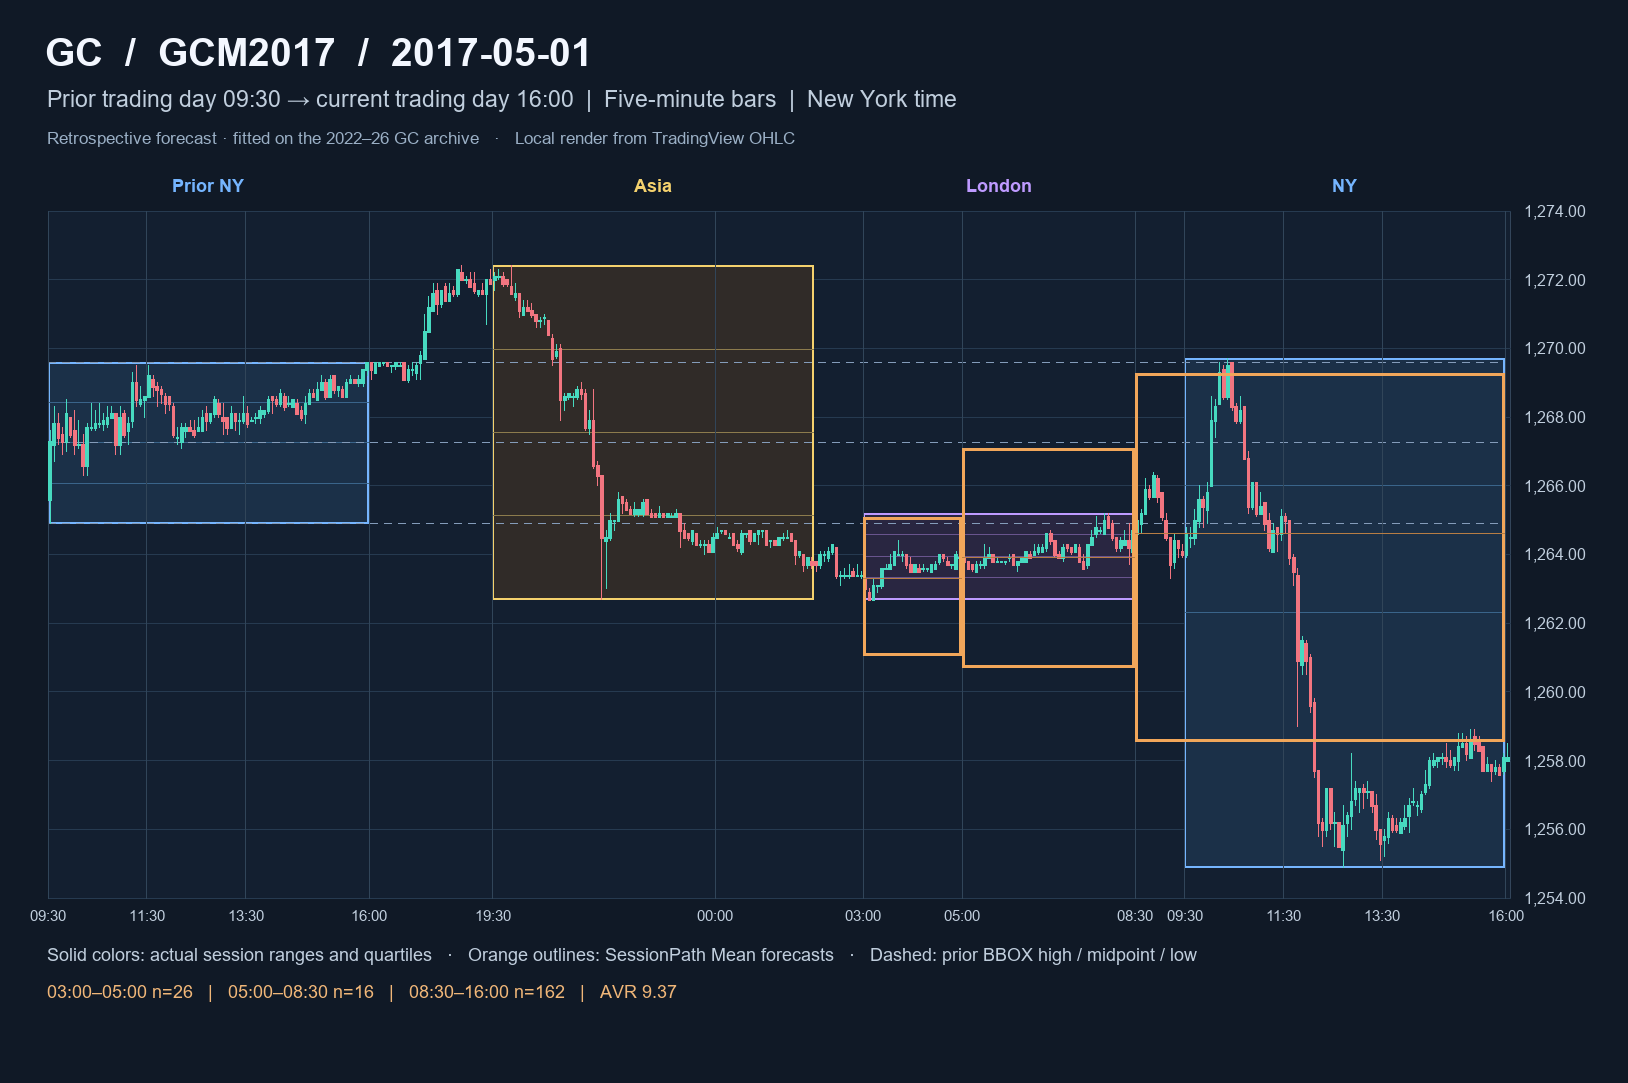 GC / GCM2017 / 2017-05-01
Prior trading day 09:30 → current trading day 16:00 | Five-minute bars | New York time
Retrospective forecast · fitted on the 2022–26 GC archive · Local render from TradingView OHLC
Prior NY Asia London NY
1,274.00
1,272.00
1,270.00
1,268.00
1,266.00
1,264.00
1,262.00
1,260.00
1,258.00
1,256.00
1,254.00
09:30 11:30 13:30 16:00 19:30 00:00 03:00 05:00 08:30 09:30 11:30 13:30 16:00
Solid colors: actual session ranges and quartiles · Orange outlines: SessionPath Mean forecasts · Dashed: prior BBOX high / midpoint / low
03:00–05:00 n=26 | 05:00–08:30 n=16 | 08:30–16:00 n=162 | AVR 9.37